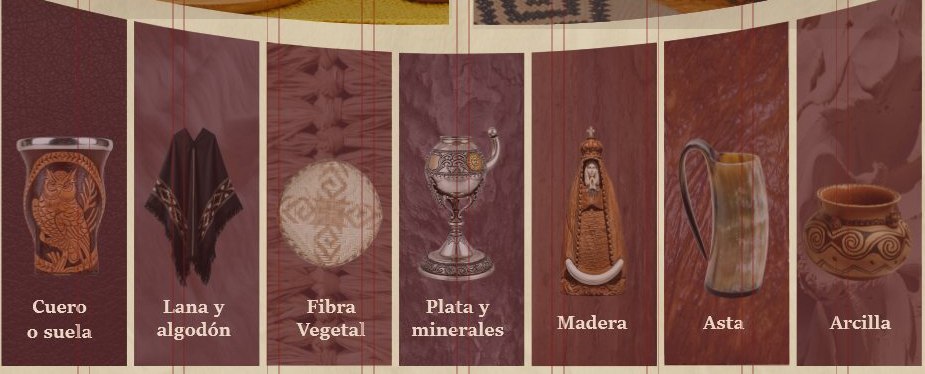 Cuero
o suela
Lana y
algodón
Fibra
Vegetal
Plata y
minerales
Madera
Asta
Arcilla